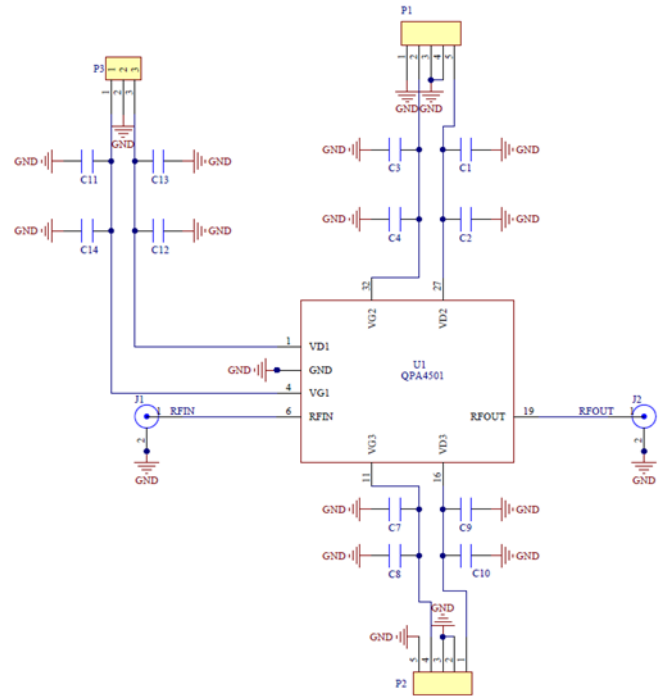 P1
1 2 3 4 5
GND GND
P3
1 2 3
1 2 3
GND
GND C11 C13 GND
GND C3 C1 GND
GND C14 C12 GND
GND C4 C2 GND
32 27
VG2 VD2
1 VD1
U1
QPA4501
GND GND
4 VG1
J1 1 RFIN 6 RFIN
RFOUT 19 RFOUT 1 J2
2 2
GND GND
VG3 VD3
11 16
GND C7 C9 GND
GND C8 C10 GND
GND
GND
5 4 3 2 1
P2